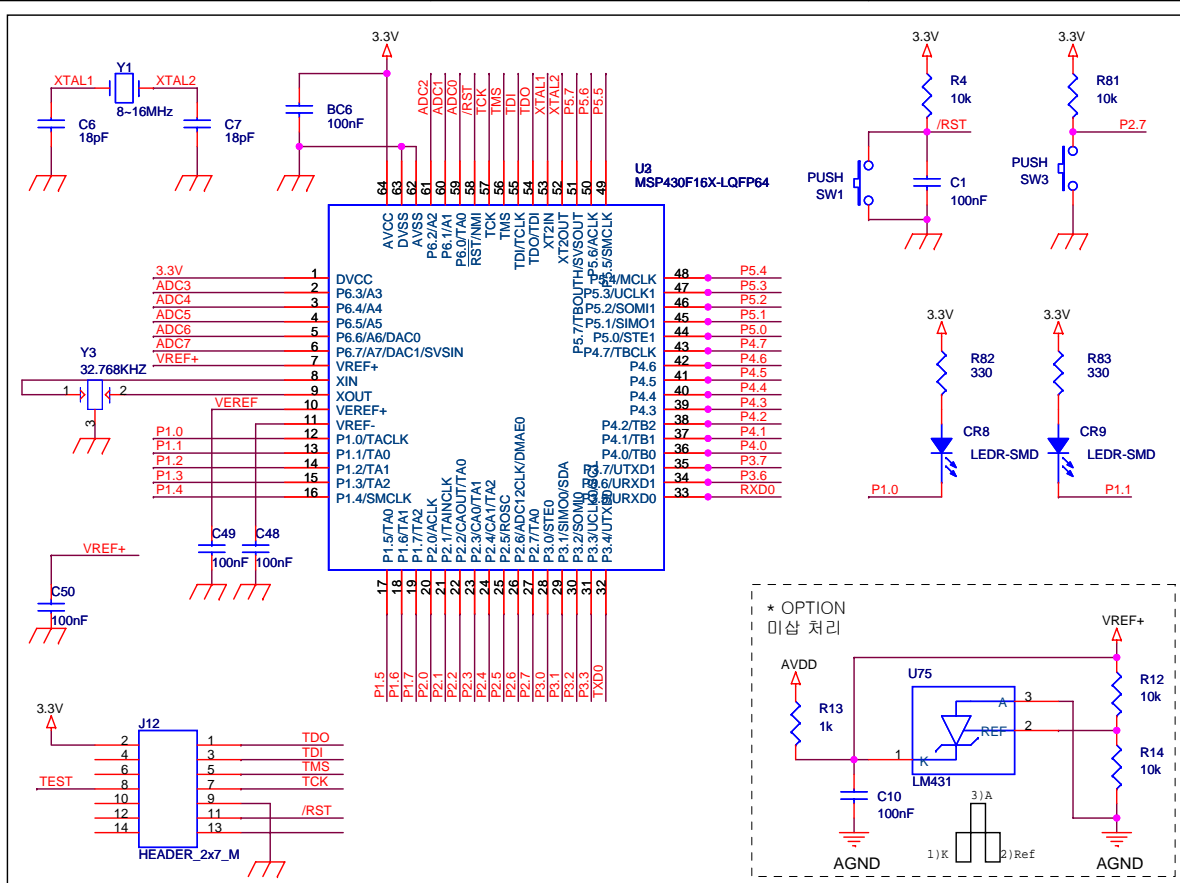 XTAL1
Y1
XTAL2
8~16MHz
C6
18pF
C7
18pF
3.3V
BC6
100nF
ADC2
ADC1
ADC0
/RST
TCK
TMS
TDI
TDO
XTAL1
XTAL2
P5.7
P5.6
P5.5
64
63
62
61
60
59
58
57
56
55
54
53
52
51
50
49
MSP430F16X-LQFP64
AVCC
DVSS
AVSS
P6.2/A2
P6.1/A1
P6.0/TA0
RST/NMI
TCK
TMS
TDI/TCLK
TDO/TDI
XT2IN
XT2OUT
P5.7/TBOUTH/SVSOUT
P5.6/ACLK
P5.5/SMCLK
3.3V
R4
10k
/RST
PUSH
SW1
C1
100nF
3.3V
R81
10k
P2.7
PUSH
SW3
3.3V
1
DVCC
ADC3
2
P6.3/A3
ADC4
3
P6.4/A4
ADC5
4
P6.5/A5
ADC6
5
P6.6/A6/DAC0
ADC7
6
P6.7/A7/DAC1/SVSIN
VREF+
7
VREF+
8
XIN
9
XOUT
VEREF
10
VEREF+
11
VREF-
P1.0
12
P1.0/TACLK
P1.1
13
P1.1/TA0
P1.2
14
P1.2/TA1
P1.3
15
P1.3/TA2
P1.4
16
P1.4/SMCLK
Y3
32.768KHZ
1
2
3
P5.4/MCLK
48
P5.4
P5.3/UCLK1
47
P5.3
P5.2/SOMI1
46
P5.2
P5.1/SIMO1
45
P5.1
P5.0/STE1
44
P5.0
P4.7/TBCLK
43
P4.7
P4.6
42
P4.6
P4.5
41
P4.5
P4.4
40
P4.4
P4.3
39
P4.3
P4.2/TB2
38
P4.2
P4.1/TB1
37
P4.1
P4.0/TB0
36
P4.0
P3.7/UTXD1
35
P3.7
P3.6/URXD1
34
P3.6
P3.5/URXD0
33
RXD0
3.3V
R82
330
CR8
LEDR-SMD
P1.0
3.3V
R83
330
CR9
LEDR-SMD
P1.1
P1.5/TA0
P1.6/TA1
P1.7/TA2
P2.0/ACLK
P2.1/TAINCLK
P2.2/CAOUT/TA0
P2.3/CA0/TA1
P2.4/CA1/TA2
P2.5/ROSC
P2.6/ADC12CLK/DMAE0
P2.7/TA0
P3.0/STE0
P3.1/SIMO0/SDA
P3.2/SOMI0
P3.4/UTXD0
17
18
19
20
21
22
23
24
25
26
27
28
29
30
31
32
P1.5
P1.6
P1.7
P2.0
P2.1
P2.2
P2.3
P2.4
P2.5
P2.6
P2.7
P3.0
P3.1
P3.2
P3.3
TXD0
C49
100nF
C48
100nF
VREF+
C50
100nF
3.3V
J12
2
4
6
8
10
12
14
TEST
1
3
5
7
9
11
13
TDO
TDI
TMS
TCK
/RST
HEADER_2x7_M
* OPTION
미삽 처리
AVDD
R13
1k
U75
A
3
REF
2
1
K
LM431
VREF+
R12
10k
R14
10k
C10
100nF
AGND
3)A
1)K
2)Ref
AGND